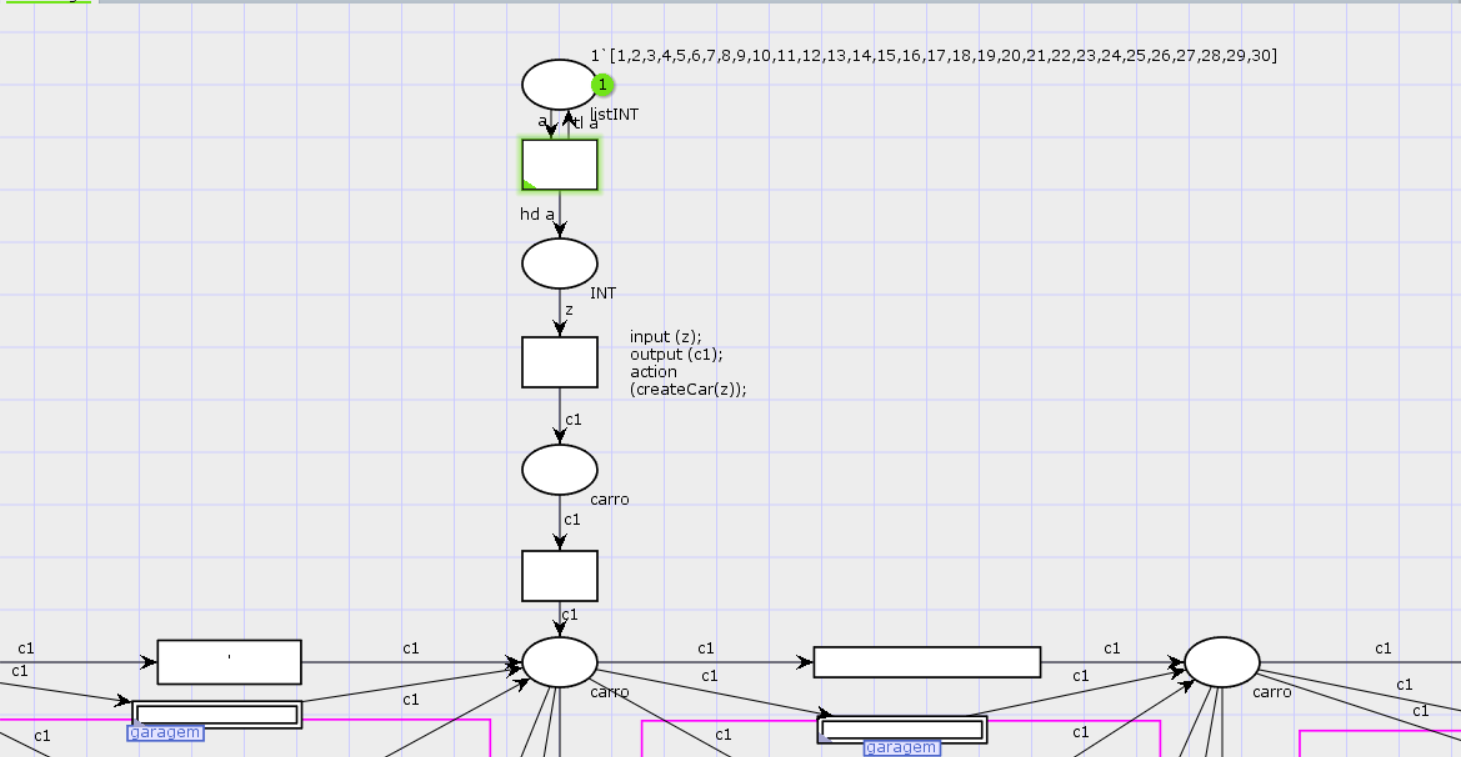 1`[1,2,3,4,5,6,7,8,9,10,11,12,13,14,15,16,17,18,19,20,21,22,23,24,25,26,27,28,29,30]
1
listINT
a
tl a
hd a
INT
z
input (z);
output (c1);
action
(createCar(z));
c1
carro
c1
c1
c1
c1
c1
c1
c1
'
c1
c1
c1
carro
c1
carro
c1
c1
c1
garagem
c1
c1
c1
garagem